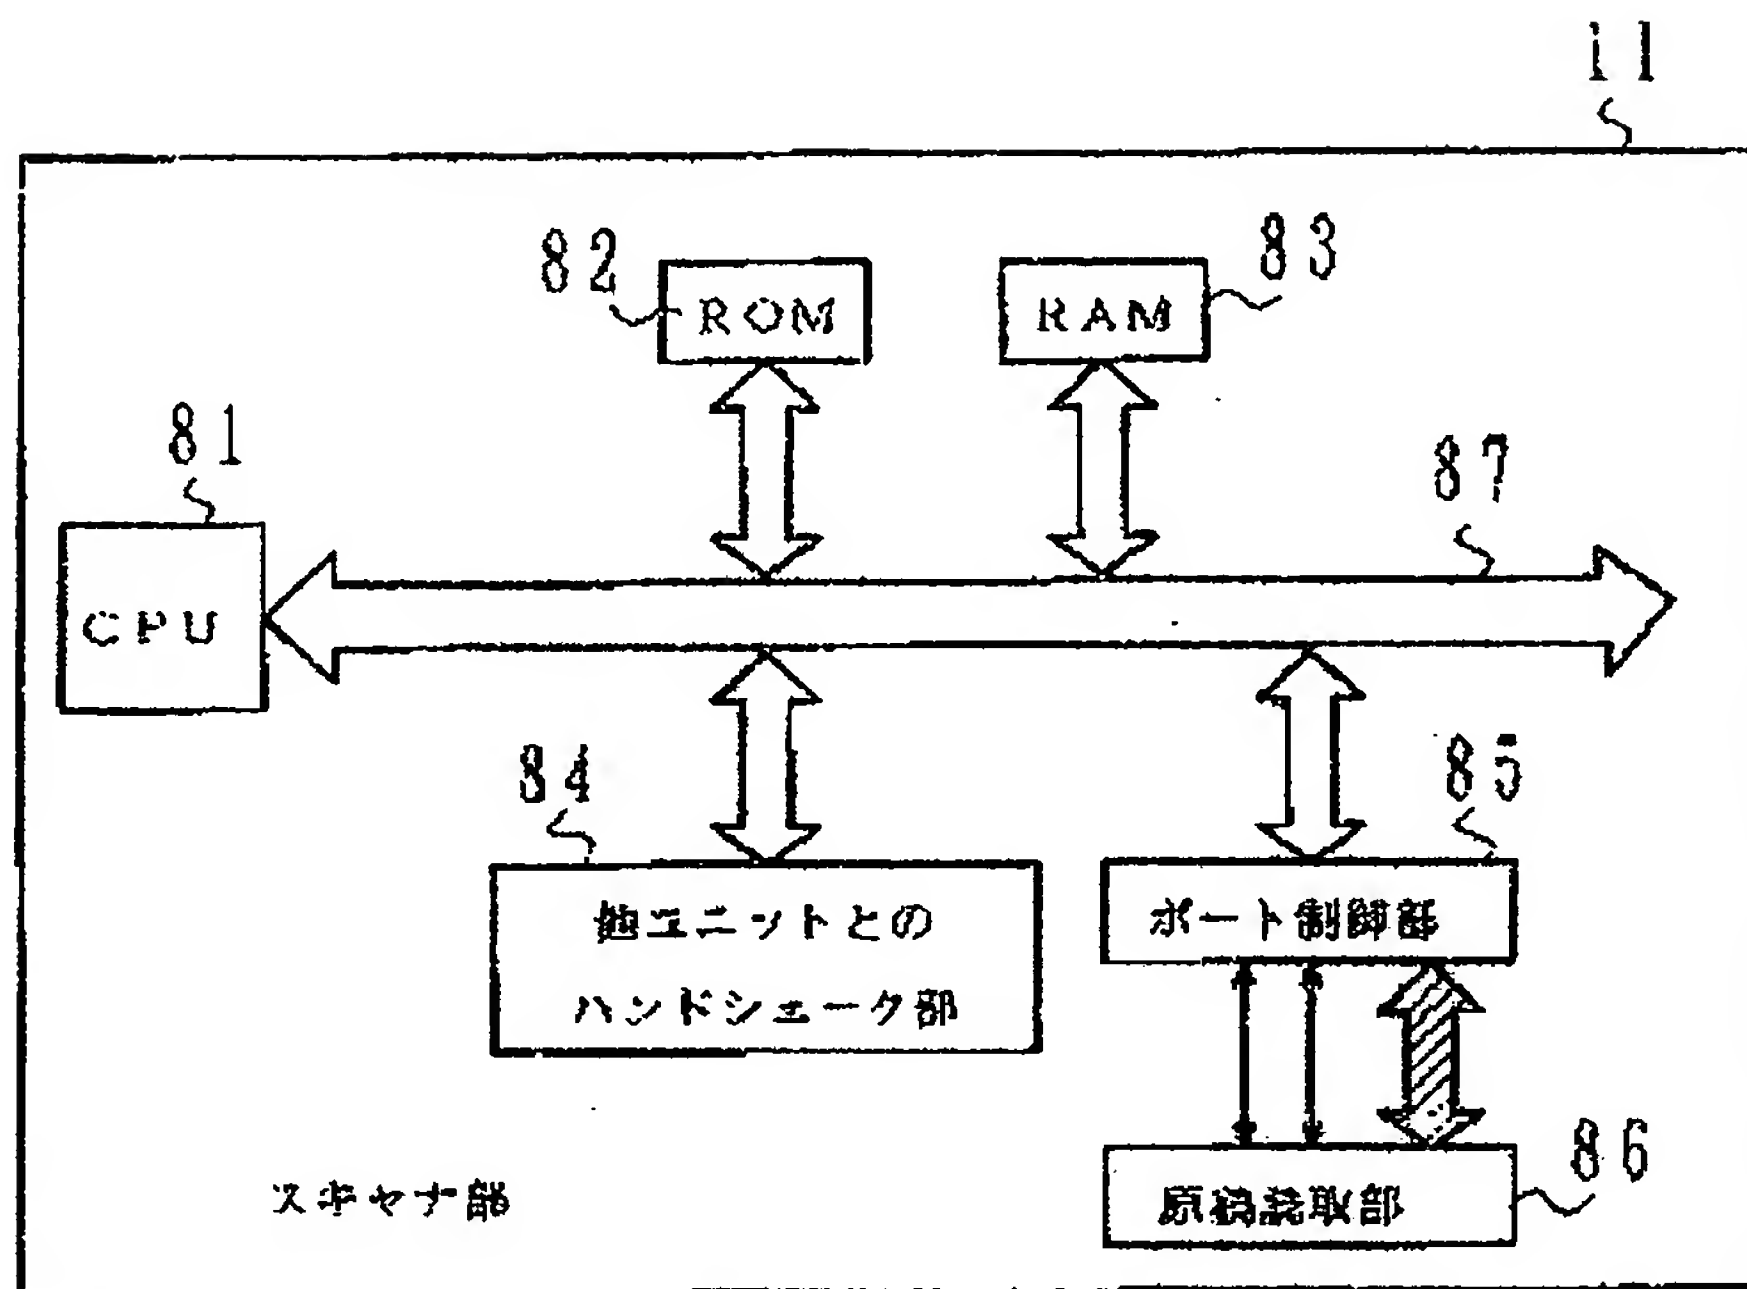 11
82
ROM
83
RAM
81
87
CPU
84
85
他ユニットとの
ハンドシェーク部
ポート制御部
86
原稿読取部
スキャナ部